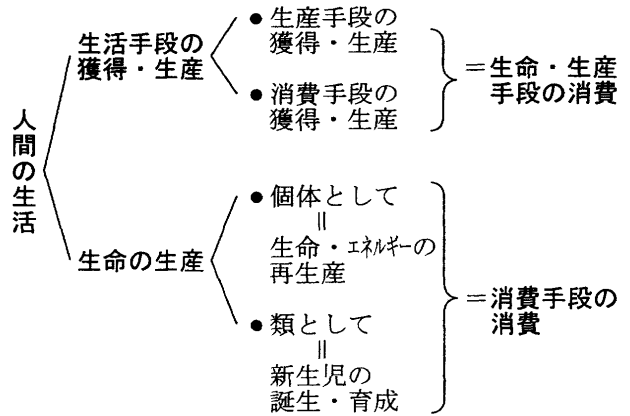 人間の生活
生活手段の
獲得・生産
● 生産手段の
獲得・生産
● 消費手段の
獲得・生産
＝生命・生産
手段の消費
生命の生産
● 個体として
॥
生命・エネルギーの
再生産
● 類として
॥
新生児の
誕生・育成
＝消費手段の
消費